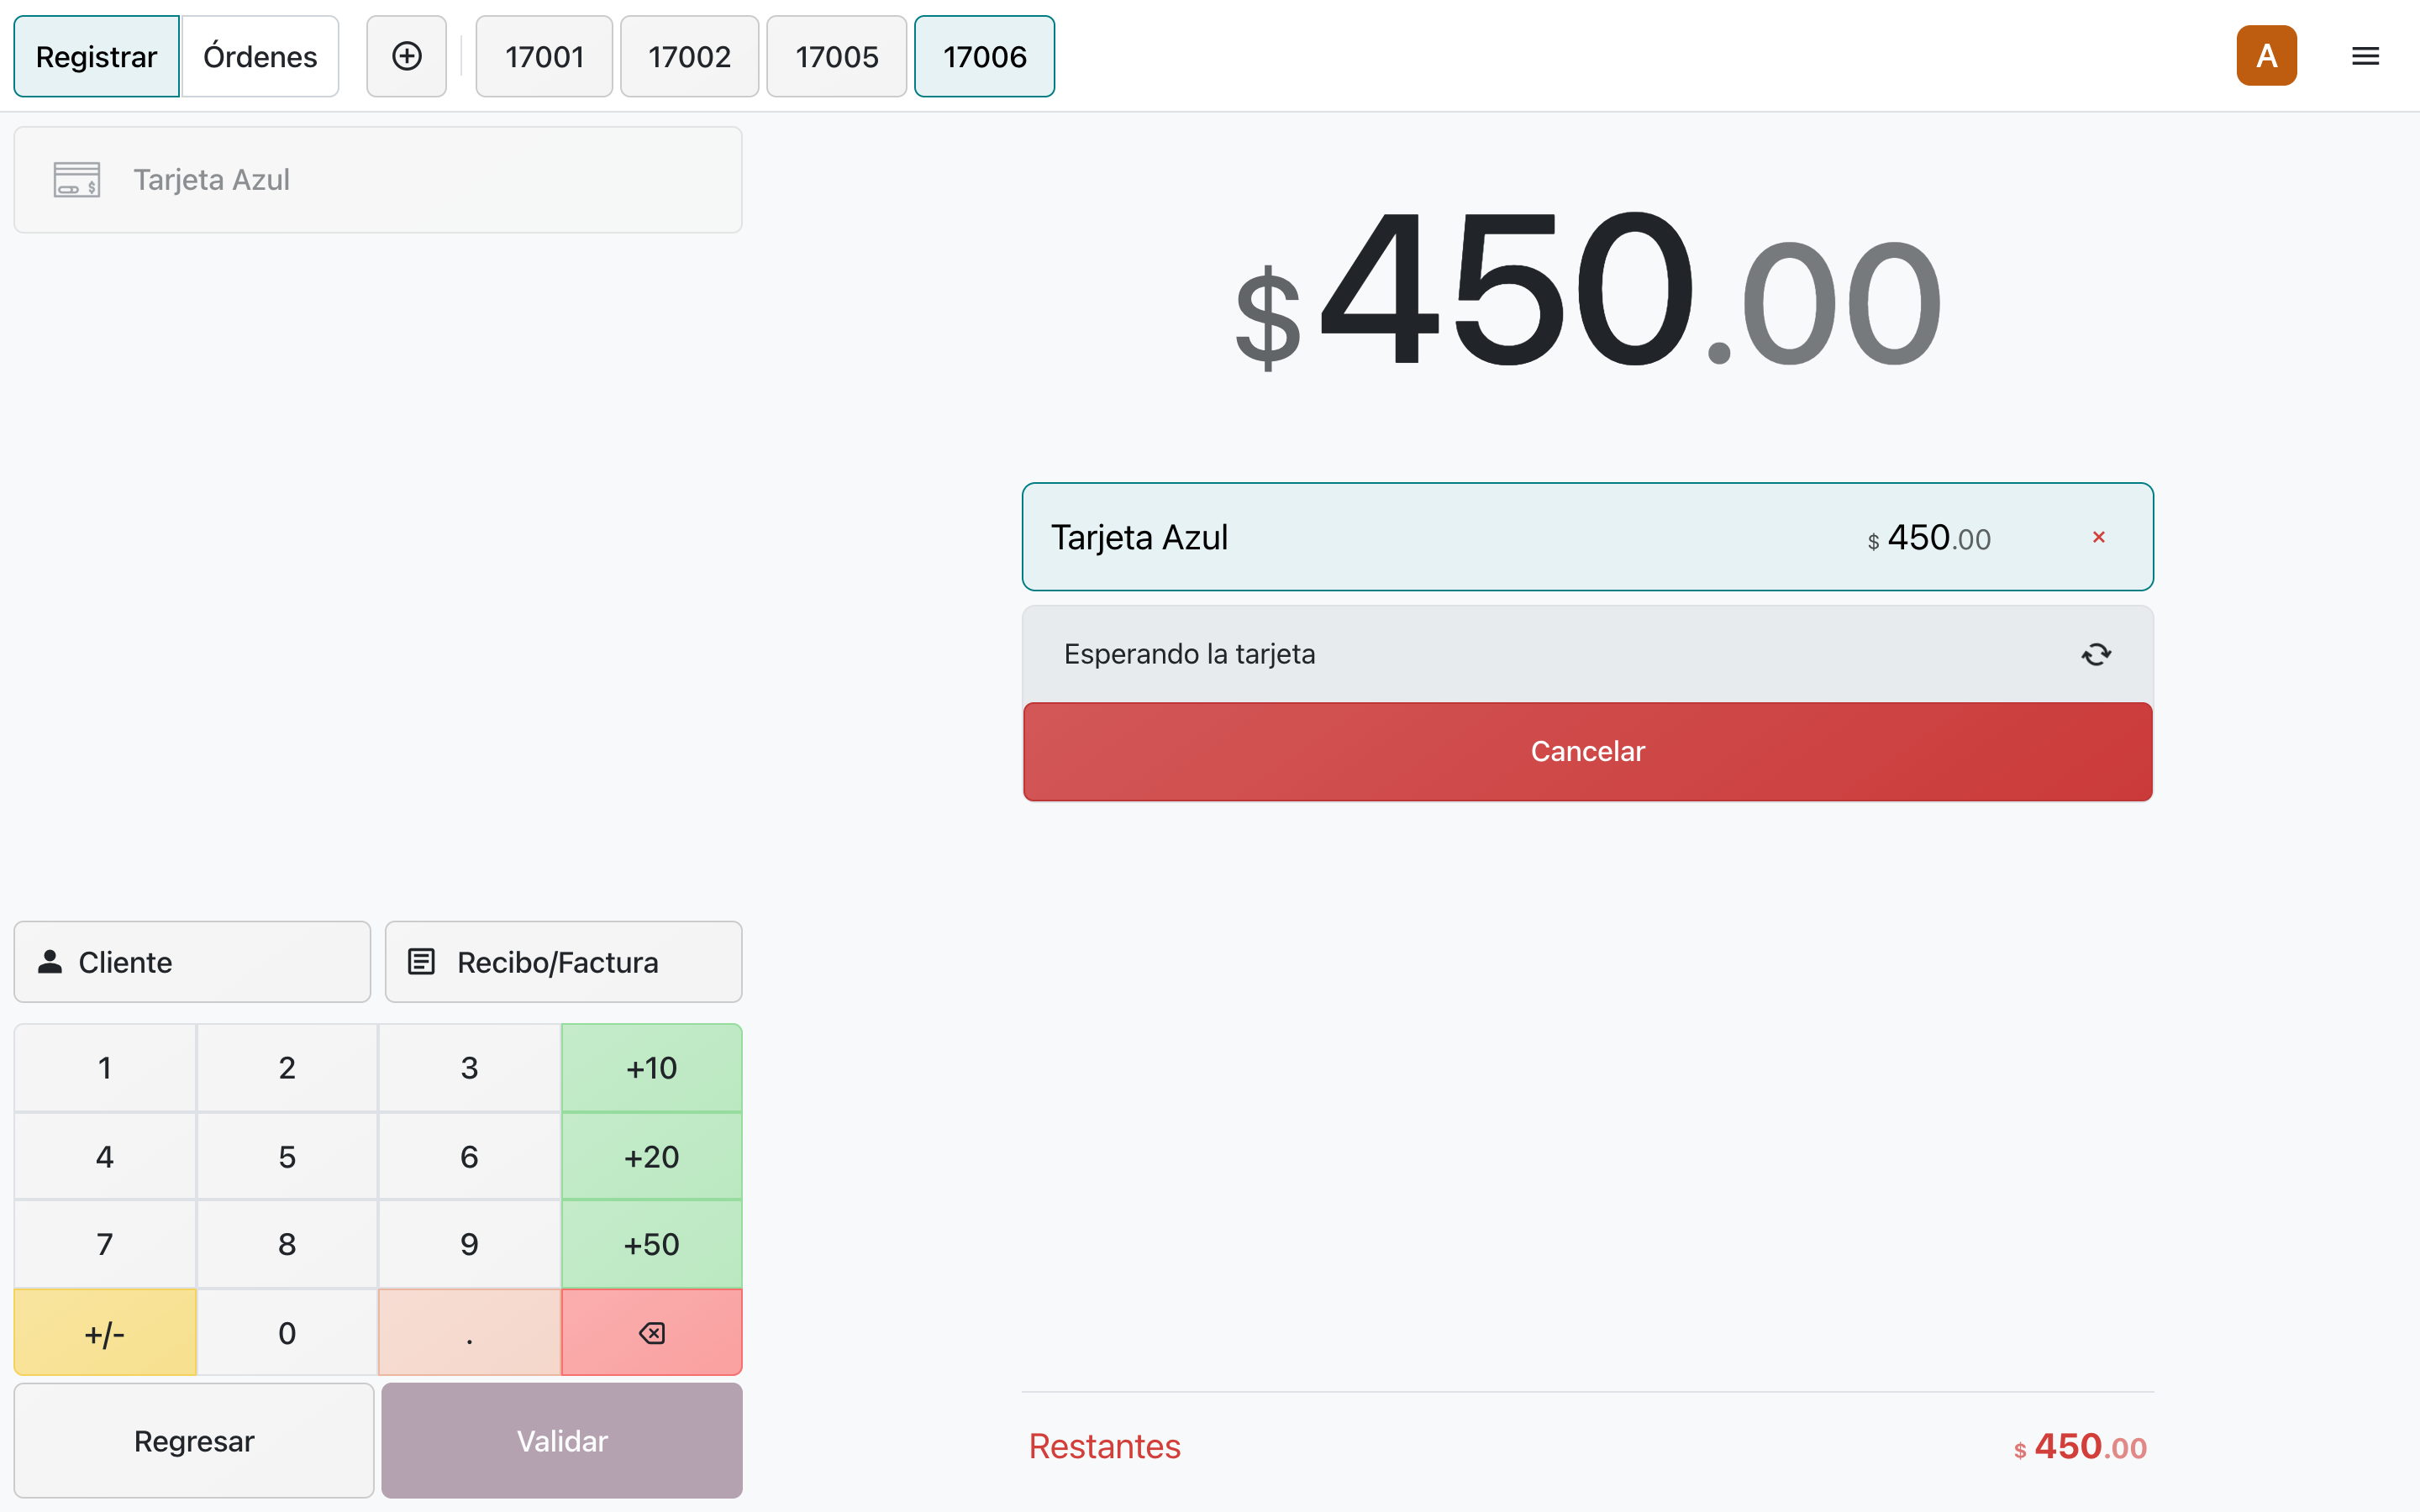 Registrar Órdenes 17001 17002 17005 17006 A
Tarjeta Azul
$450.00
Tarjeta Azul $ 450.00 ×
Esperando la tarjeta
Cancelar
Cliente Recibo/Factura
1 2 3 +10
4 5 6 +20
7 8 9 +50
+/- 0 .
Regresar Validar
Restantes $ 450.00